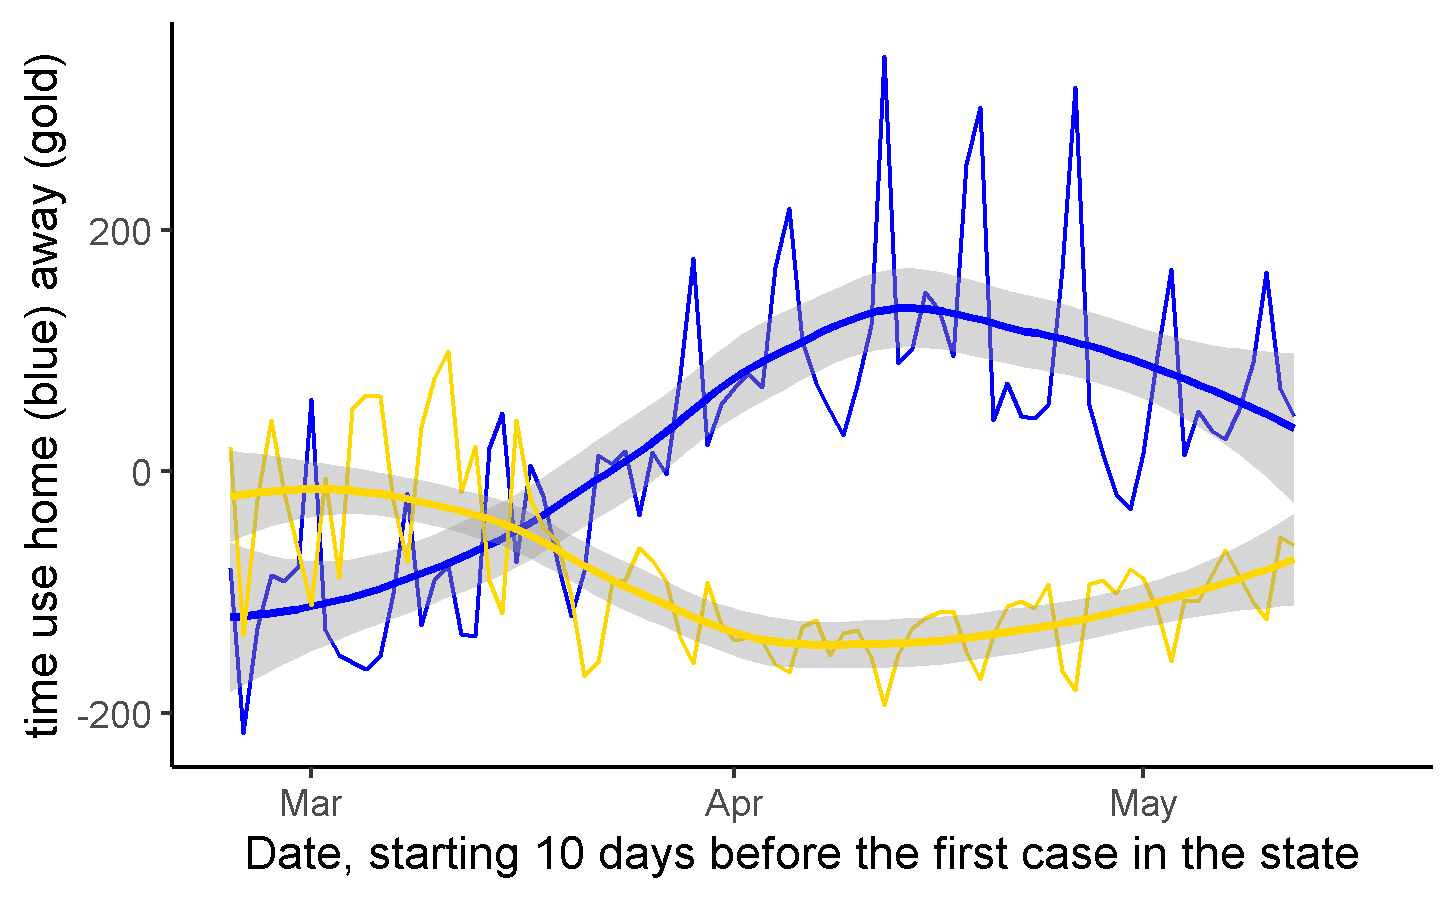 time use home (blue) away (gold)
200
0
-200
Mar
Apr
May
Date, starting 10 days before the first case in the state